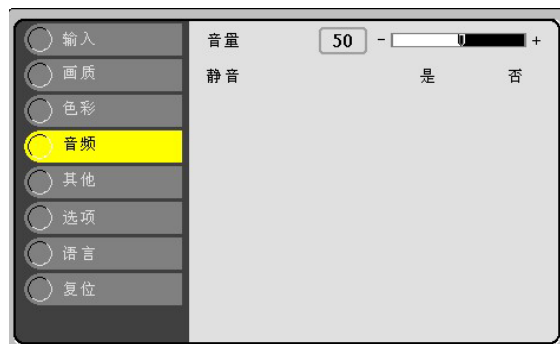 输入
画质
色彩
音频
其他
选项
语言
复位
音量 50 - +
静音 是 否